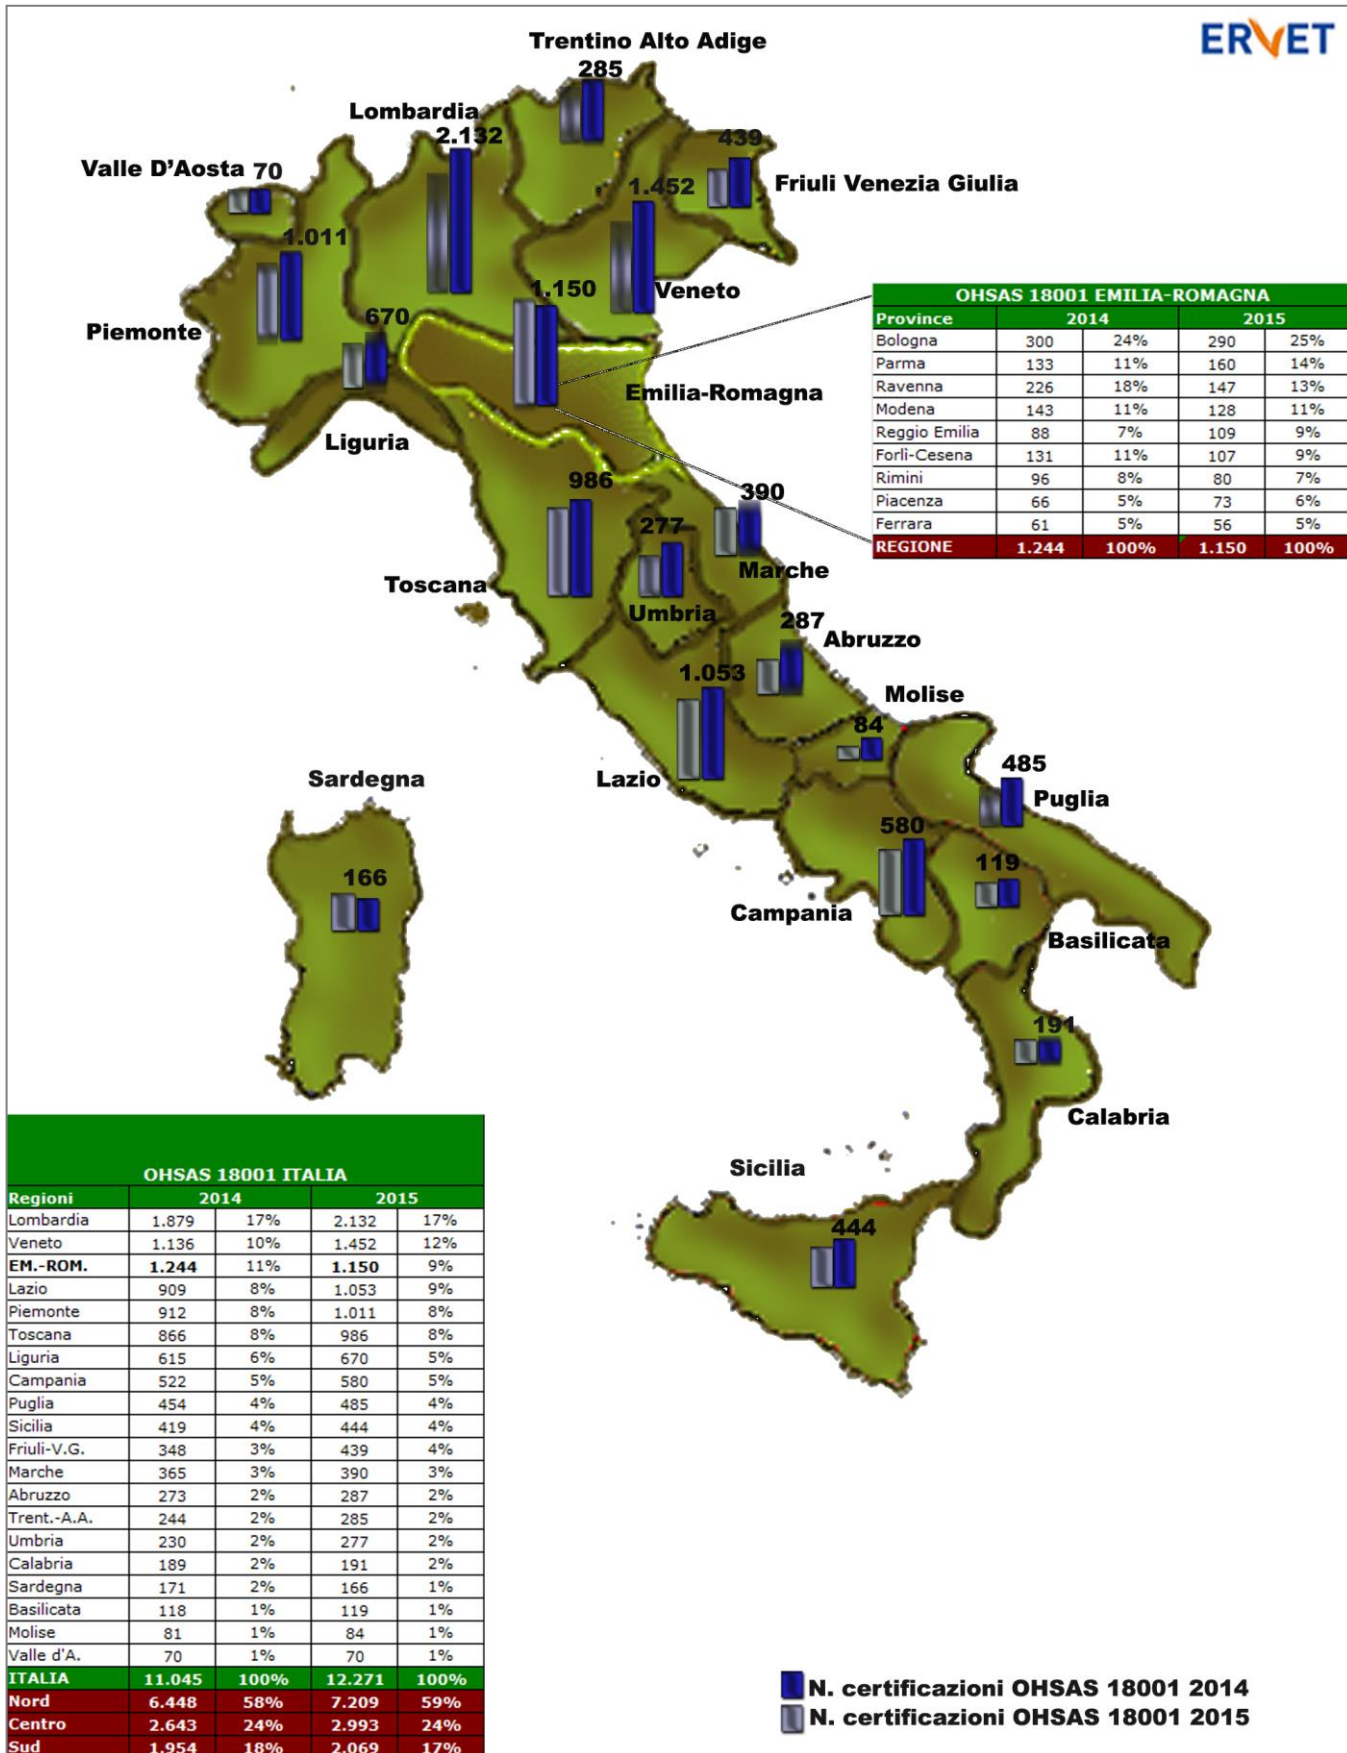 ERVET
Trentino Alto Adige
285
Lombardia
2.132
439
Valle D'Aosta 70
Friuli Venezia Giulia
1.452
1.011
Veneto
1.150
Piemonte
670
Emilia-Romagna
Liguria
OHSAS 18001 EMILIA-ROMAGNA
Province 2014 2015
Bologna 300 24% 290 25%
Parma 133 11% 160 14%
Ravenna 226 18% 147 13%
Modena 143 11% 128 11%
Reggio Emilia 88 7% 109 9%
Forlì-Cesena 131 11% 107 9%
Rimini 96 8% 80 7%
Piacenza 66 5% 73 6%
Ferrara 61 5% 56 5%
REGIONE 1.244 100% 1.150 100%
986
390
277
Toscana
Marche
Umbria
287
Abruzzo
1.053
Molise
84
Lazio
485
Puglia
Sardegna
166
580
119
Campania
Basilicata
191
Calabria
Sicilia
444
OHSAS 18001 ITALIA
Regioni 2014 2015
Lombardia 1.879 17% 2.132 17%
Veneto 1.136 10% 1.452 12%
EM.-ROM. 1.244 11% 1.150 9%
Lazio 909 8% 1.053 9%
Piemonte 912 8% 1.011 8%
Toscana 866 8% 986 8%
Liguria 615 6% 670 5%
Campania 522 5% 580 5%
Puglia 454 4% 485 4%
Sicilia 419 4% 444 4%
Friuli-V.G. 348 3% 439 4%
Marche 365 3% 390 3%
Abruzzo 273 2% 287 2%
Trent.-A.A. 244 2% 285 2%
Umbria 230 2% 277 2%
Calabria 189 2% 191 2%
Sardegna 171 2% 166 1%
Basilicata 118 1% 119 1%
Molise 81 1% 84 1%
Valle d'A. 70 1% 70 1%
ITALIA 11.045 100% 12.271 100%
Nord 6.448 58% 7.209 59%
Centro 2.643 24% 2.993 24%
Sud 1.954 18% 2.069 17%
N. certificazioni OHSAS 18001 2014
N. certificazioni OHSAS 18001 2015